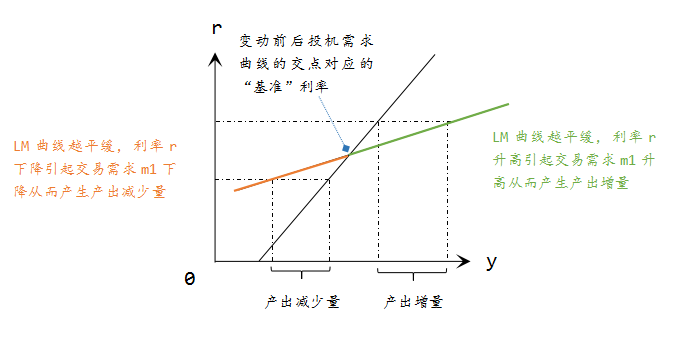 r
变动前后投机需求
曲线的交点对应的
“基准”利率
LM 曲线越平缓，利率 r
下降引起交易需求 m1 下
降从而产生产出减少量
LM 曲线越平缓，利率 r
升高引起交易需求 m1 升
高从而产生产出增量
0
y
产出减少量
产出增量